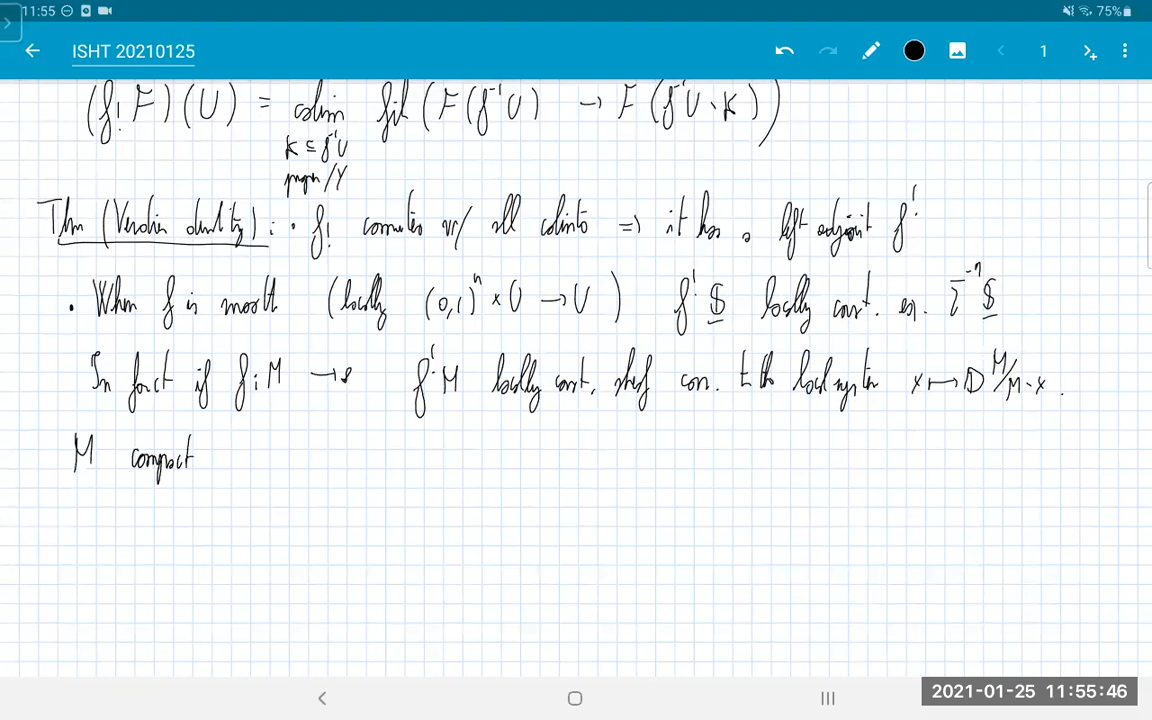 11:55
75%
ISHT 20210125
1
(f! F)(U) = colim fib (F(f⁻¹U) → F(f⁻¹U \ K))
K ⊆ f⁻¹U
proper /Y
Thm (Verdier duality): • f! commutes w/ all colimits ⇒ it has a left adjoint f^!
• When f is smooth (locally (0,1)^n × U → U) f^! 𝕊 locally const. ex. Σ^{-n} 𝕊
In fact if f: M → * f^! M locally const. sheaf corr. to the local system x ↦ 𝔻 M/M∖x.
M compact
2021-01-25 11:55:46